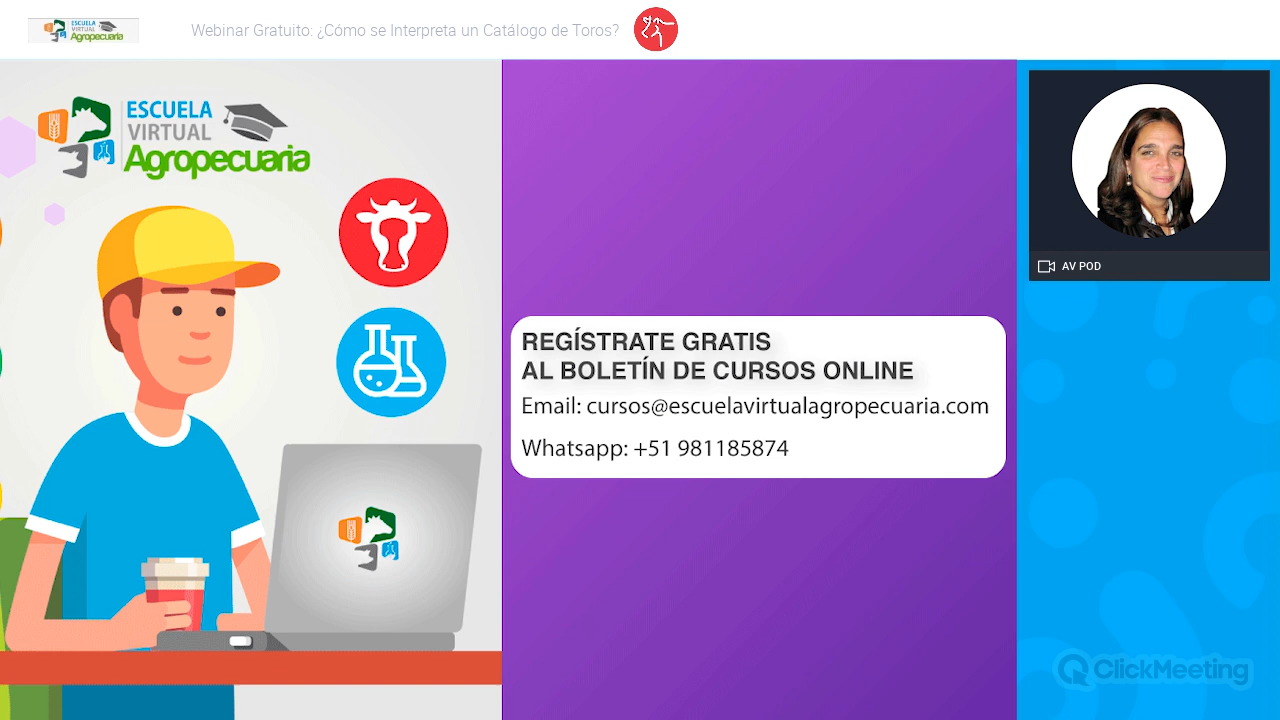 ESCUELA
VIRTUAL
Agropecuaria
Webinar Gratuito: ¿Cómo se Interpreta un Catálogo de Toros?
ESCUELA
VIRTUAL
Agropecuaria
REGÍSTRATE GRATIS
AL BOLETÍN DE CURSOS ONLINE
Email: cursos@escuelavirtualagropecuaria.com
Whatsapp: +51 981185874
AV POD
ClickMeeting